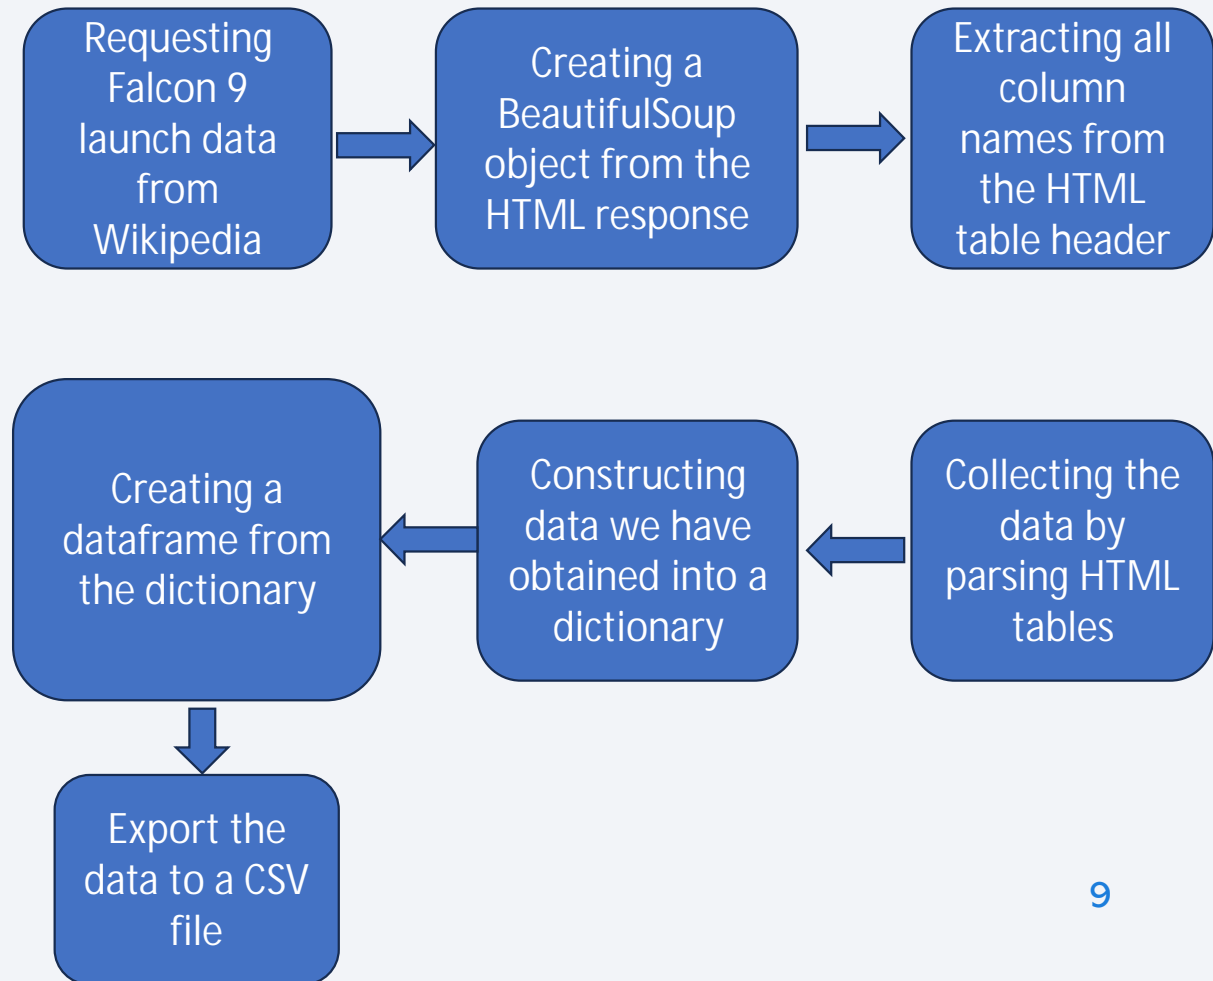 Requesting
Falcon 9
launch data
from
Wikipedia
Creating a
BeautifulSoup
object from the
HTML response
Extracting all
column
names from
the HTML
table header
Collecting the
data by
parsing HTML
tables
Constructing
data we have
obtained into a
dictionary
Creating a
dataframe from
the dictionary
Export the
data to a CSV
file
9